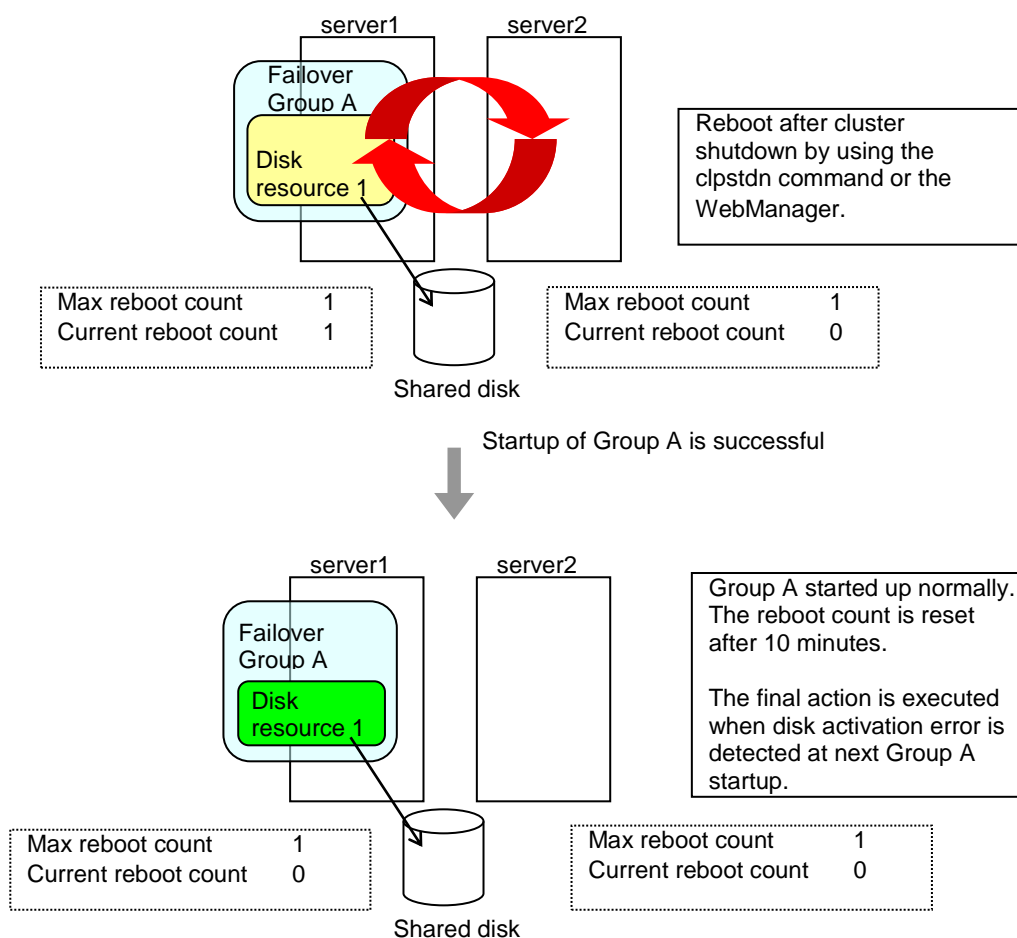 server1
server2
Failover
Group A
Disk
resource 1
Reboot after cluster
shutdown by using the
clpstdn command or the
WebManager.
Max reboot count 1
Current reboot count 1
Max reboot count 1
Current reboot count 0
Shared disk
Startup of Group A is successful
server1
server2
Failover
Group A
Disk
resource 1
Group A started up normally.
The reboot count is reset
after 10 minutes.
The final action is executed
when disk activation error is
detected at next Group A
startup.
Max reboot count 1
Current reboot count 0
Max reboot count 1
Current reboot count 0
Shared disk